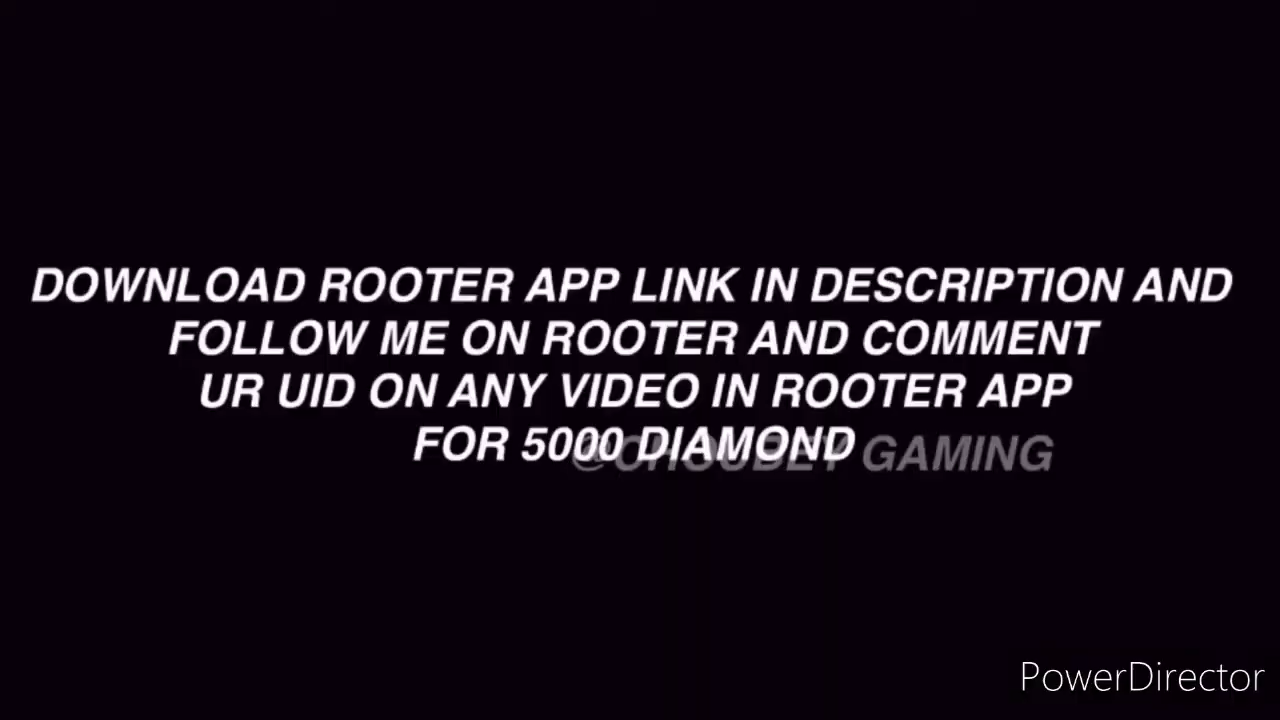 DOWNLOAD ROOTER APP LINK IN DESCRIPTION AND
FOLLOW ME ON ROOTER AND COMMENT
UR UID ON ANY VIDEO IN ROOTER APP
FOR 5000 DIAMOND
@CHOUBEY GAMING
PowerDirector